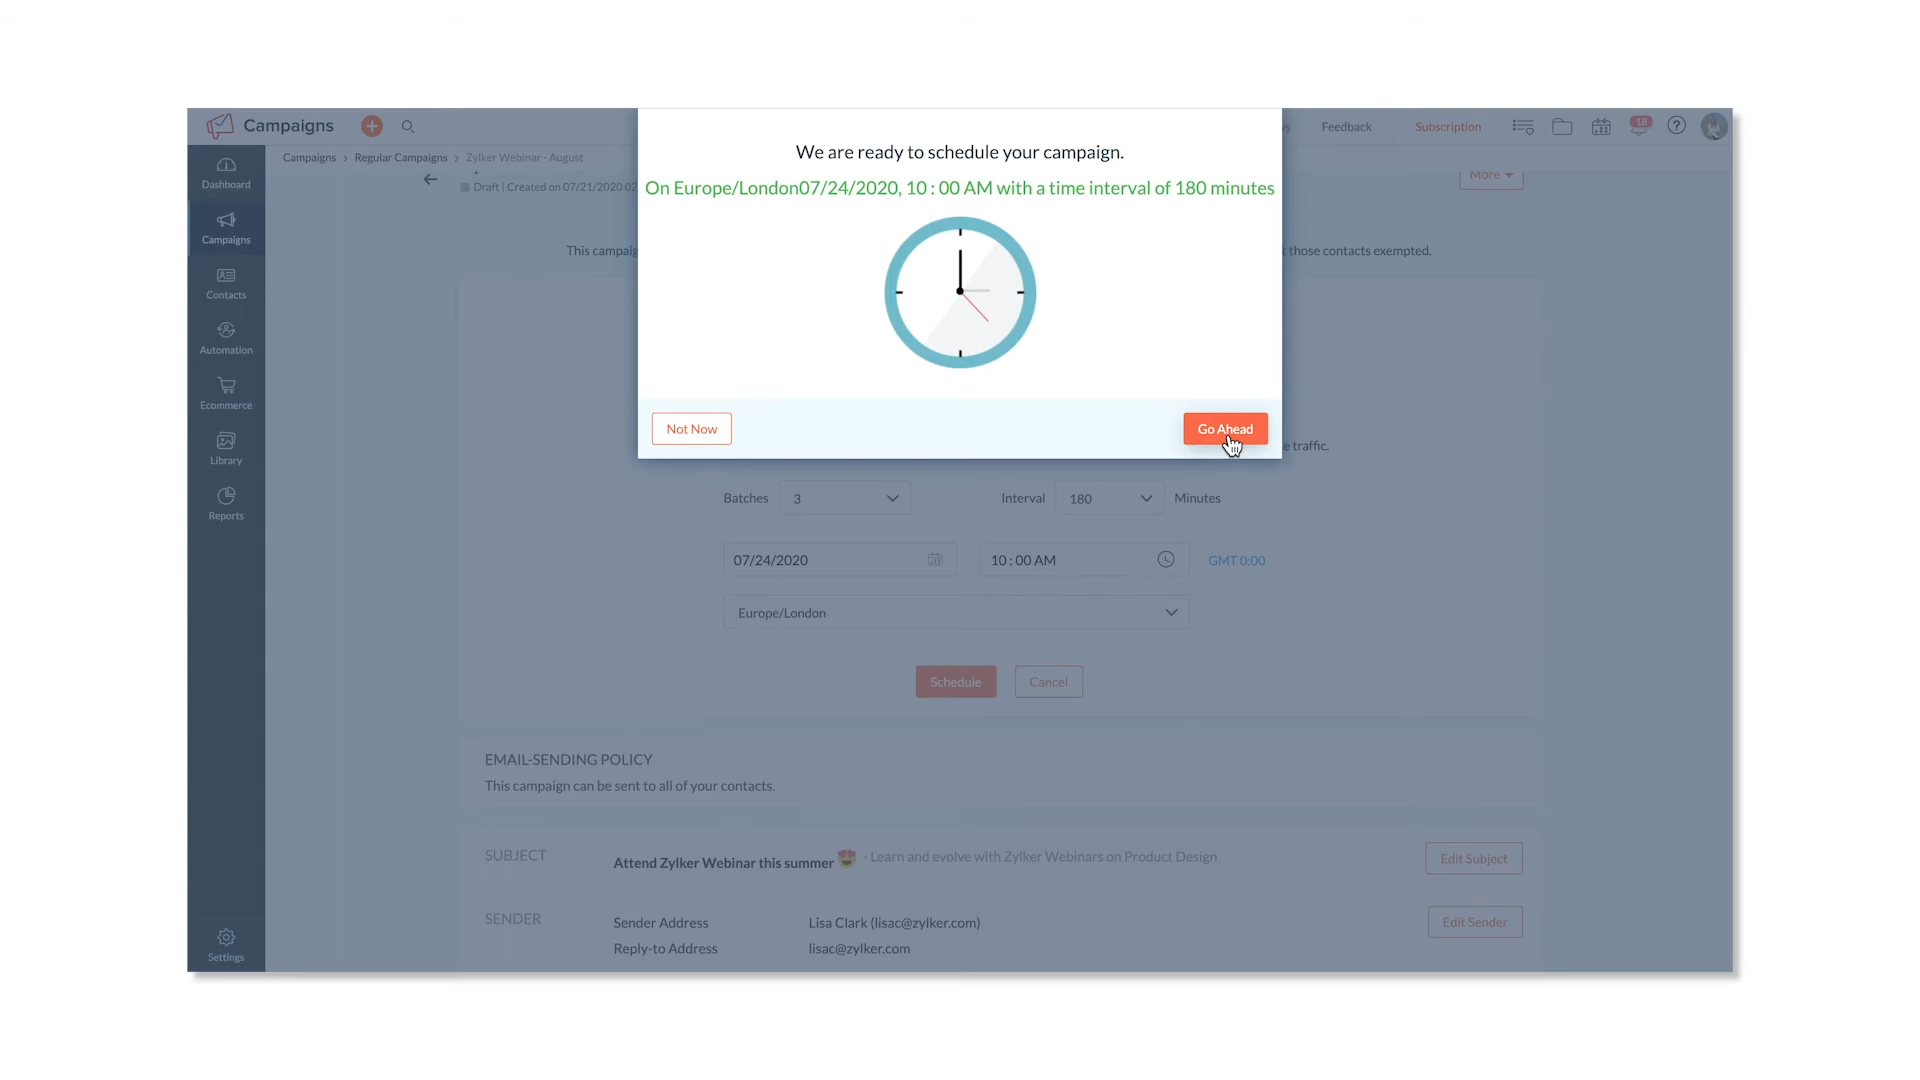 Campaigns
Feedback
Subscription
18
Campaigns > Regular Campaigns > Zylker Webinar - August
Draft | Created on 07/21/2020 02
More
Dashboard
Campaigns
Contacts
Automation
Ecommerce
Library
Reports
Settings
We are ready to schedule your campaign.
On Europe/London07/24/2020, 10 : 00 AM with a time interval of 180 minutes
Not Now
Go Ahead
This campaig
those contacts exempted.
e traffic.
Batches 3 Interval 180 Minutes
07/24/2020 10 : 00 AM GMT 0:00
Europe/London
Schedule Cancel
EMAIL-SENDING POLICY
This campaign can be sent to all of your contacts.
SUBJECT Attend Zylker Webinar this summer 😍 - Learn and evolve with Zylker Webinars on Product Design Edit Subject
SENDER Sender Address Lisa Clark (lisac@zylker.com) Edit Sender
Reply-to Address lisac@zylker.com